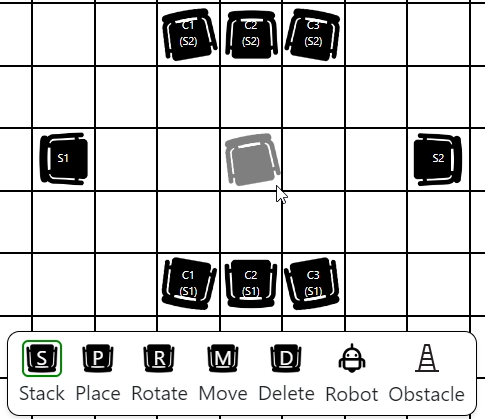 C1 C2 C3
(S2) (S2) (S2)
S1 S2
C1 C2 C3
(S1) (S1) (S1)
S P R M D
Stack Place Rotate Move Delete Robot Obstacle